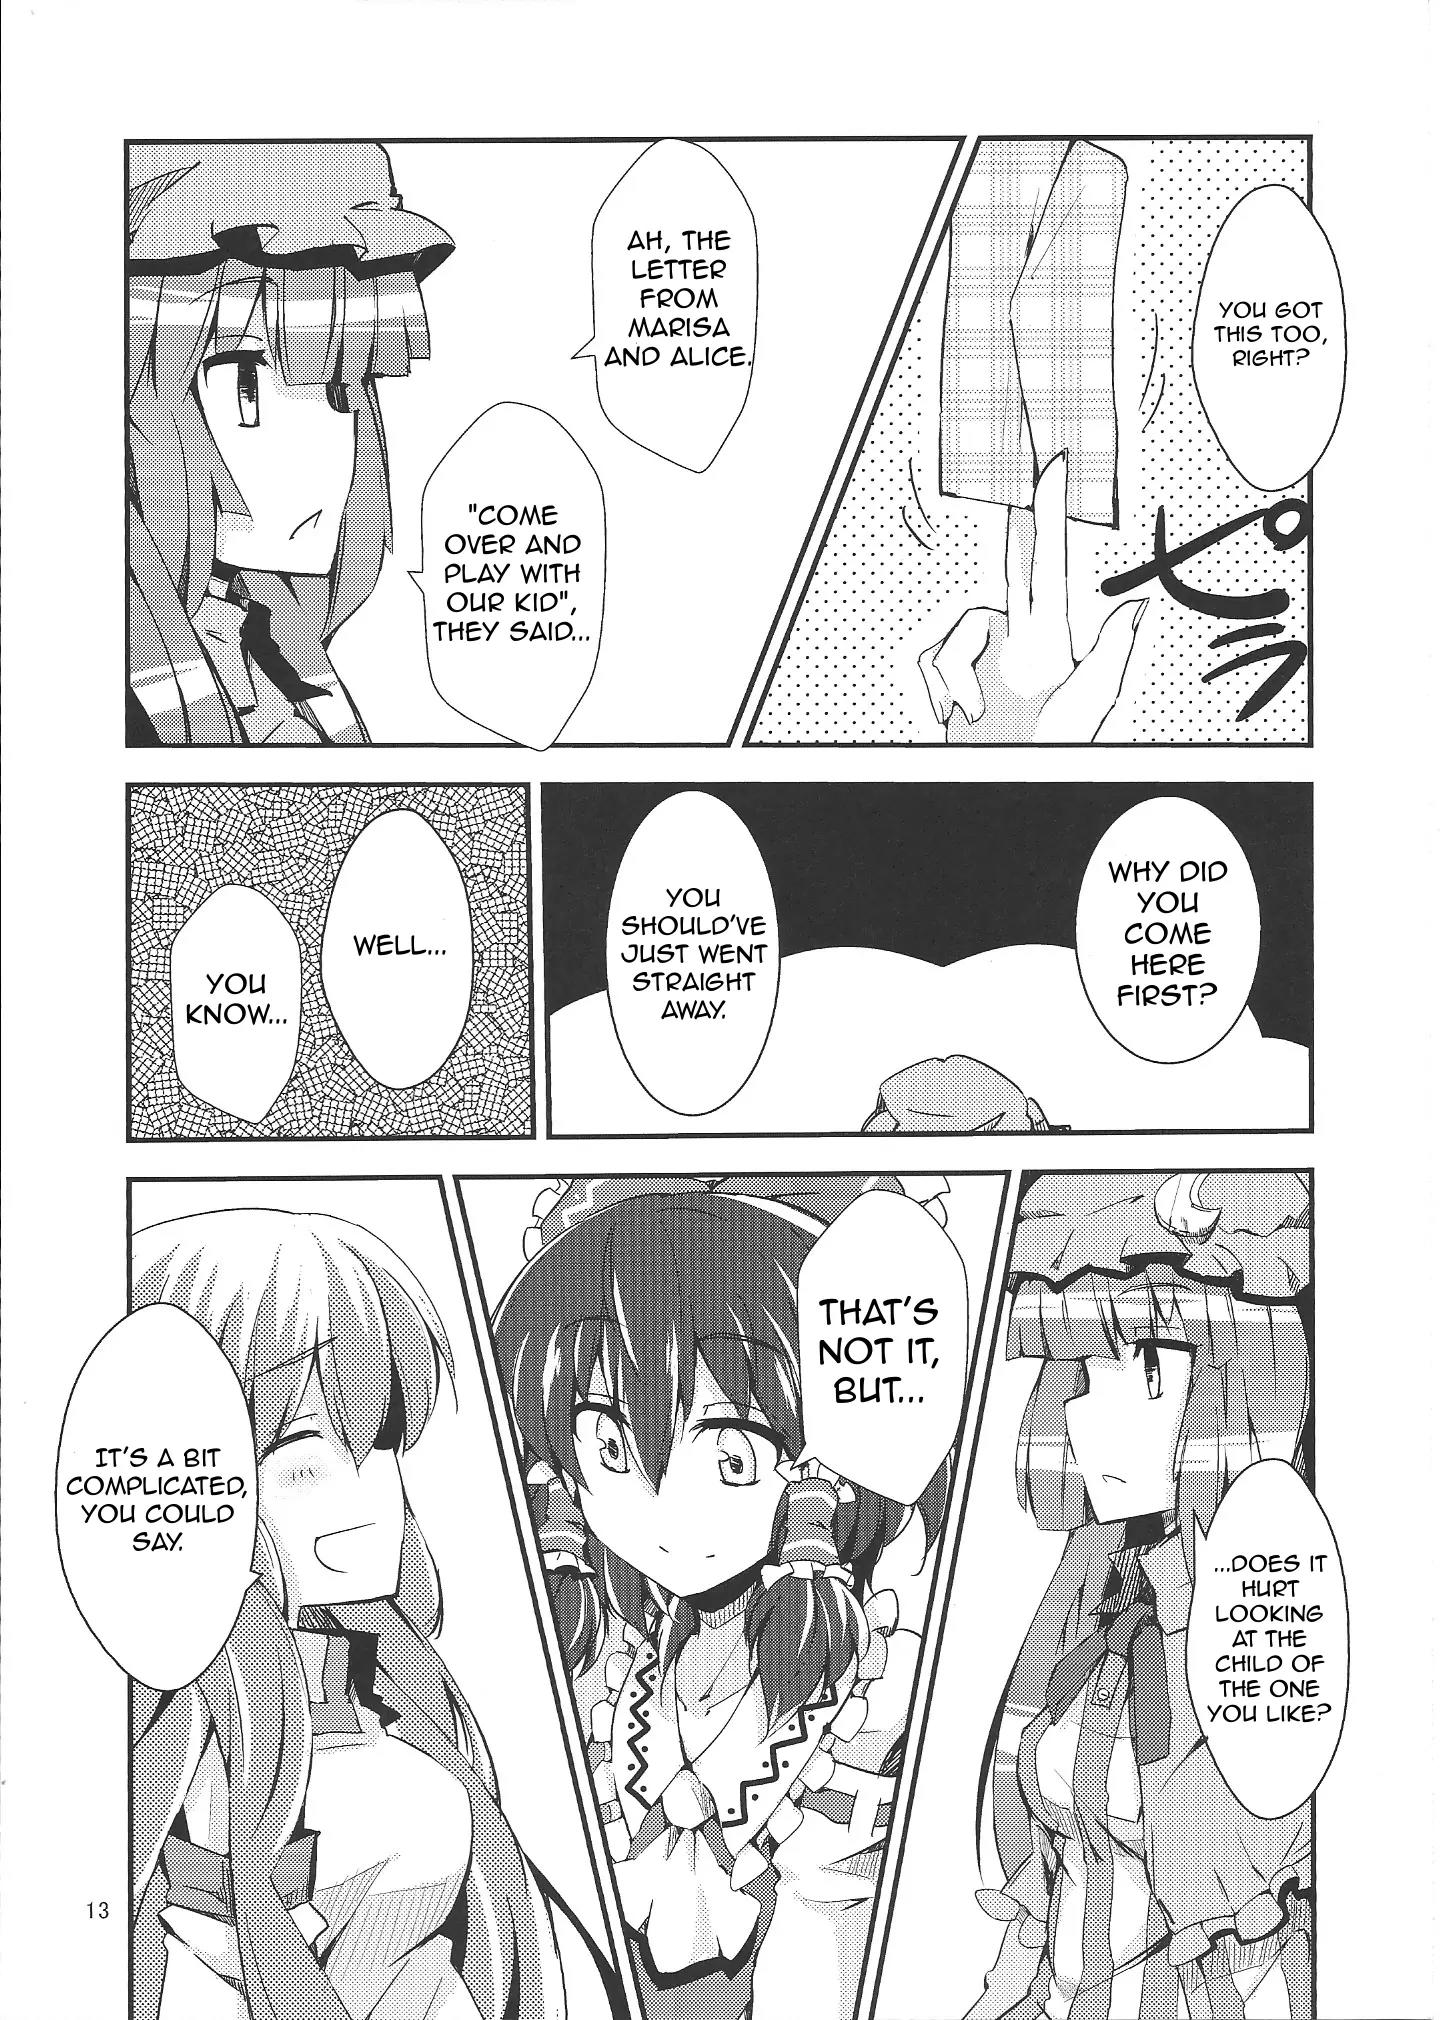 YOU GOT
THIS TOO,
RIGHT?
ピラ
AH, THE
LETTER
FROM
MARISA
AND ALICE.
"COME
OVER AND
PLAY WITH
OUR KID",
THEY SAID...
WHY DID
YOU
COME
HERE
FIRST?
YOU
SHOULD'VE
JUST WENT
STRAIGHT
AWAY.
WELL...
YOU
KNOW...
...DOES IT
HURT
LOOKING
AT THE
CHILD OF
THE ONE
YOU LIKE?
THAT'S
NOT IT,
BUT...
IT'S A BIT
COMPLICATED,
YOU COULD
SAY.
13